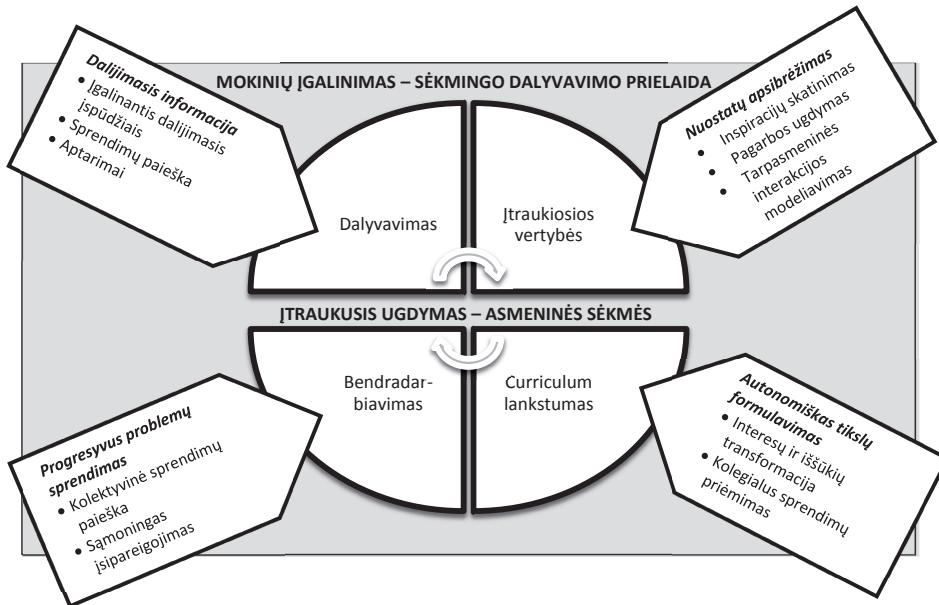 MOKINIŲ ĮGALINIMAS – SĖKMINGO DALYVAVIMO PRIELAIDA
Dalijimasis informacija
• Įgalinantis dalijimasis
įspūdžiais
• Sprendimų paieška
• Aptarimai
Nuostatų apsibrėžimas
• Inspiracijų skatinimas
• Pagarbos ugdymas
• Tarpasmeninės
interakcijos
modeliavimas
Dalyvavimas
Įtraukiosios
vertybės
ĮTRAUKUSIS UGDYMAS – ASMENINĖS SĖKMĖS
Bendradar-
biavimas
Curriculum
lankstumas
Progresyvus problemų
sprendimas
• Kolektyvinė sprendimų
paieška
• Sąmoningas
įsipareigojimas
Autonomiškas tikslų
formulavimas
• Interesų ir iššūkių
transformacija
• Kolegialus sprendimų
priėmimas